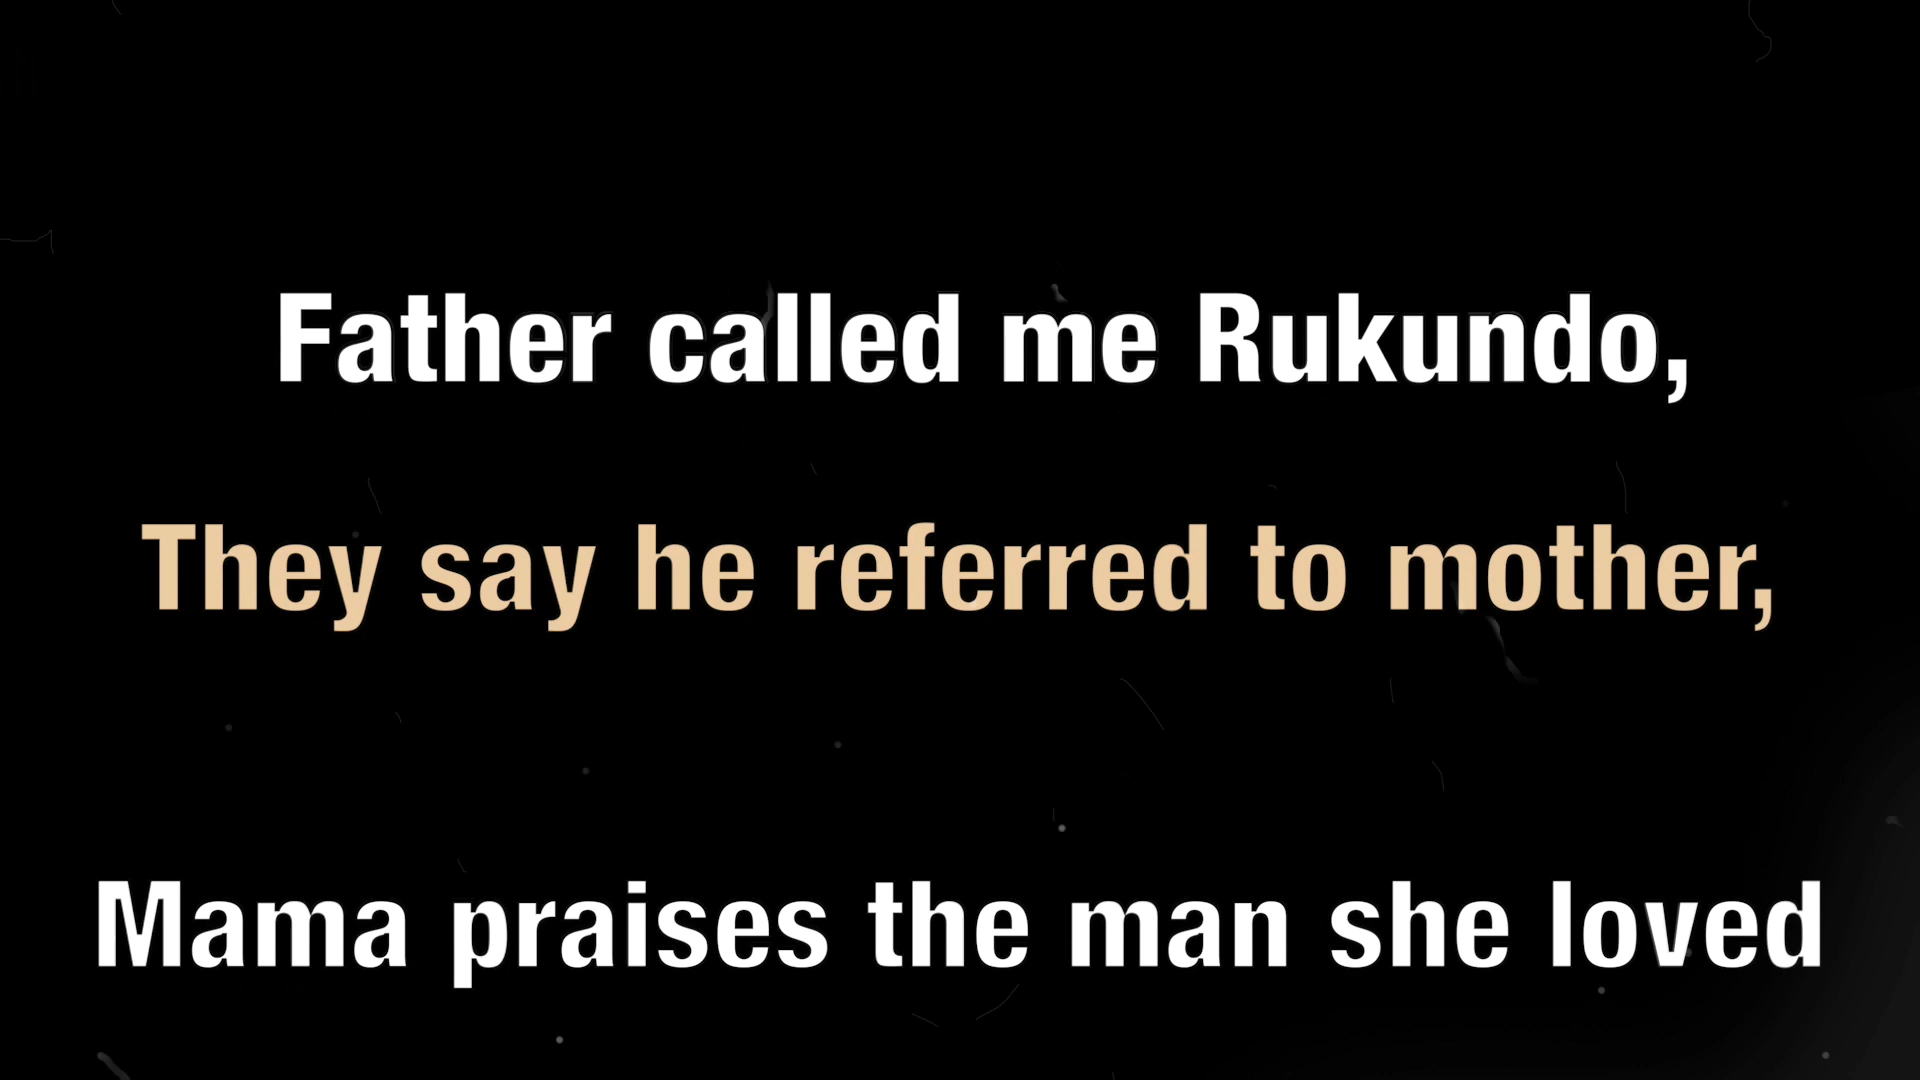 Father called me Rukundo,
They say he referred to mother,
Mama praises the man she loved